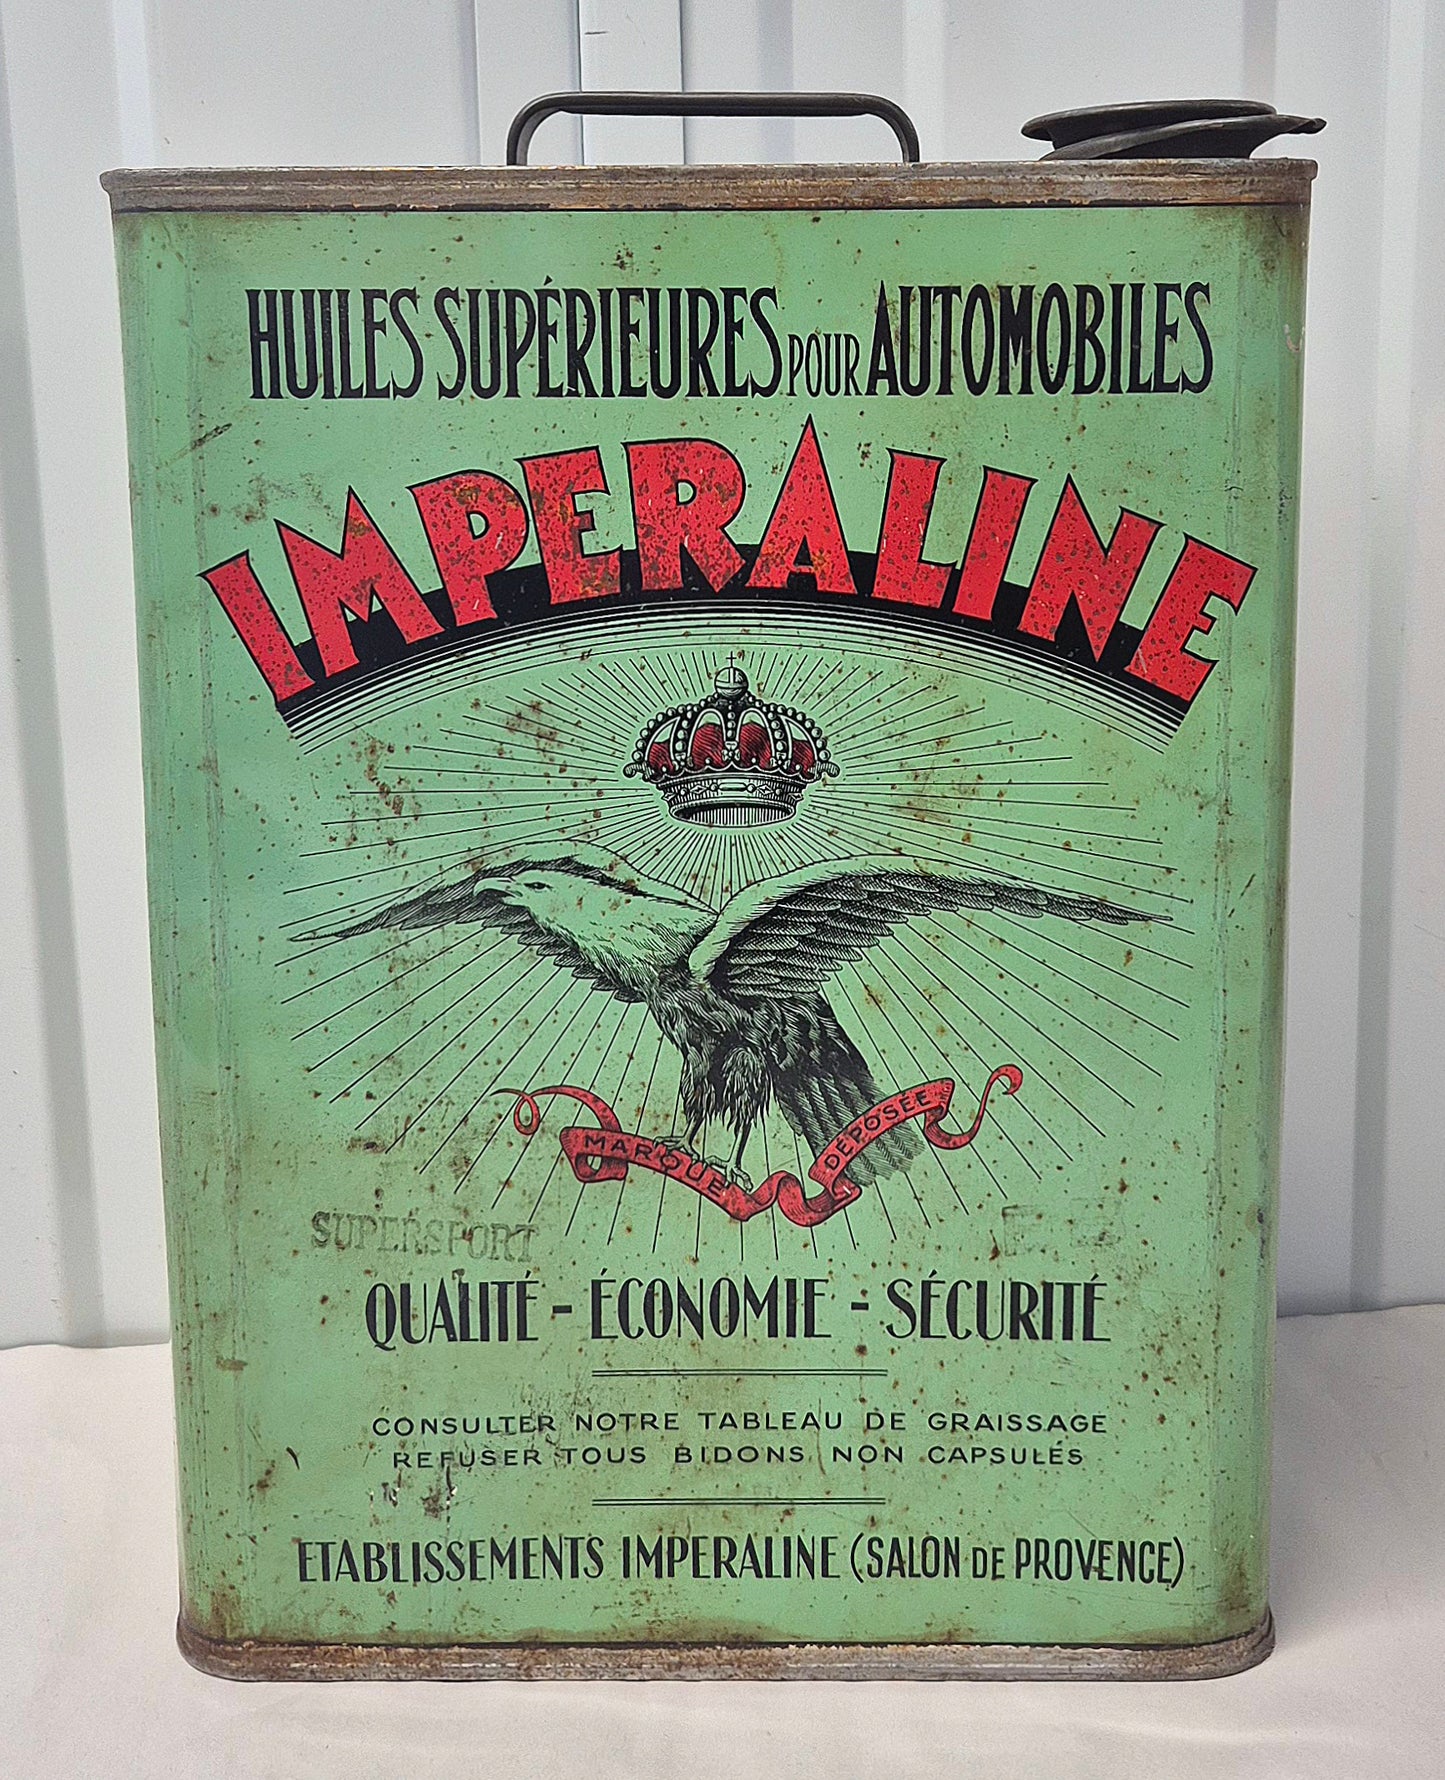 HUILES SUPÉRIEURES POUR AUTOMOBILES
IMPERALINE
MARQUE DÉPOSÉE
SUPERSPORT
QUALITÉ - ÉCONOMIE - SÉCURITÉ
CONSULTER NOTRE TABLEAU DE GRAISSAGE
REFUSER TOUS BIDONS NON CAPSULÉS
ETABLISSEMENTS IMPERALINE (SALON DE PROVENCE)